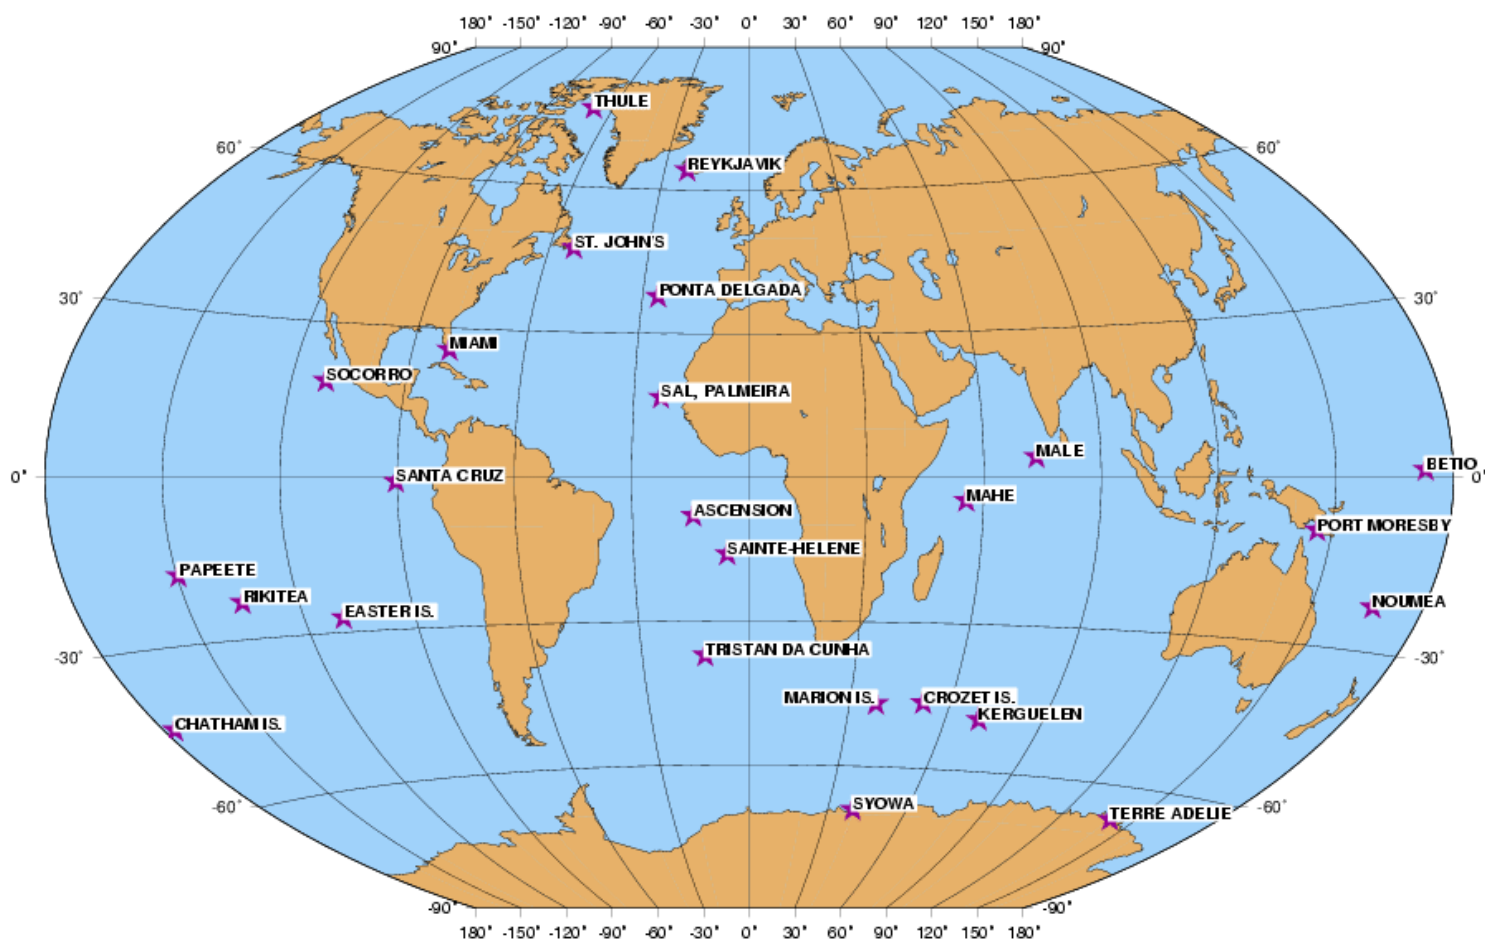 180° -150° -120° -90° -60° -30° 0° 30° 60° 90° 120° 150° 180°
90° 90°
THULE
60° 60°
REYKJAVIK
ST. JOHN'S
PONTA DELGADA
30° 30°
MIAMI
SOCORRO
SAL, PALMEIRA
MALE
BETIO
0° 0°
SANTA CRUZ
MAHE
ASCENSION
PORT MORESBY
SAINTE-HELENE
PAPEETE
RIKITEA
NOUMEA
EASTER IS.
TRISTAN DA CUNHA
-30° -30°
MARION IS. CROZET IS.
KERGUELEN
CHATHAM IS.
SYOWA
-60° -60°
TERRE ADELIE
-90° -90°
180° -150° -120° -90° -60° -30° 0° 30° 60° 90° 120° 150° 180°